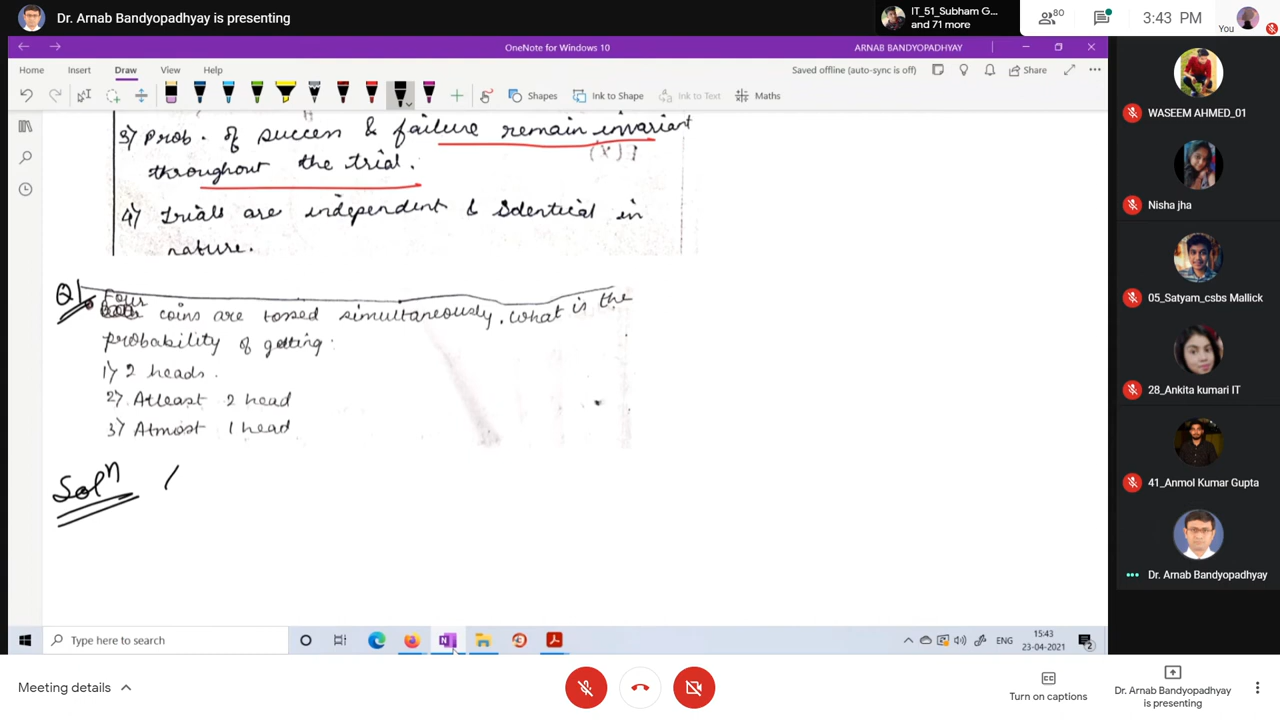 Dr. Arnab Bandyopadhyay is presenting
IT_51_Subham G...
and 71 more
80
3:43 PM
You
OneNote for Windows 10
ARNAB BANDYOPADHYAY
Home Insert Draw View Help
Saved offline (auto-sync is off)
Share
Shapes
Ink to Shape
Ink to Text
Maths
3) Prob. of success & failure remain invariant
throughout the trial.
4) Trials are independent & Identical in
nature.
Q1. Four
coins are tossed simultaneously. What is the
probability of getting:
1) 2 heads.
2) Atleast 2 head
3) Atmost 1 head
Solⁿ
WASEEM AHMED_01
Nisha jha
05_Satyam_csbs Mallick
28_Ankita kumari IT
41_Anmol Kumar Gupta
Dr. Arnab Bandyopadhyay
Type here to search
ENG
15:43
23-04-2021
2
Meeting details
Turn on captions
Dr. Arnab Bandyopadhyay
is presenting